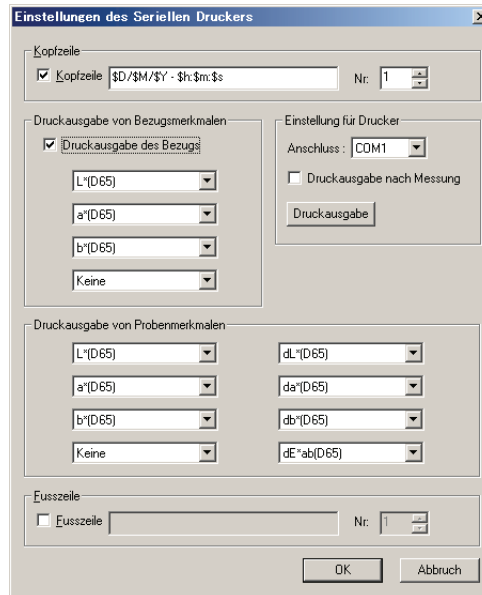 Einstellungen des Seriellen Druckers
Kopfzeile
Kopfzeile $D/$M/$Y - $h:$m:$s Nr: 1
Druckausgabe von Bezugsmerkmalen
Druckausgabe des Bezugs
L*(D65)
a*(D65)
b*(D65)
Keine
Einstellung für Drucker
Anschluss : COM1
Druckausgabe nach Messung
Druckausgabe
Druckausgabe von Probenmerkmalen
L*(D65) dL*(D65)
a*(D65) da*(D65)
b*(D65) db*(D65)
Keine dE*ab(D65)
Fusszeile
Fusszeile Nr: 1
OK Abbruch